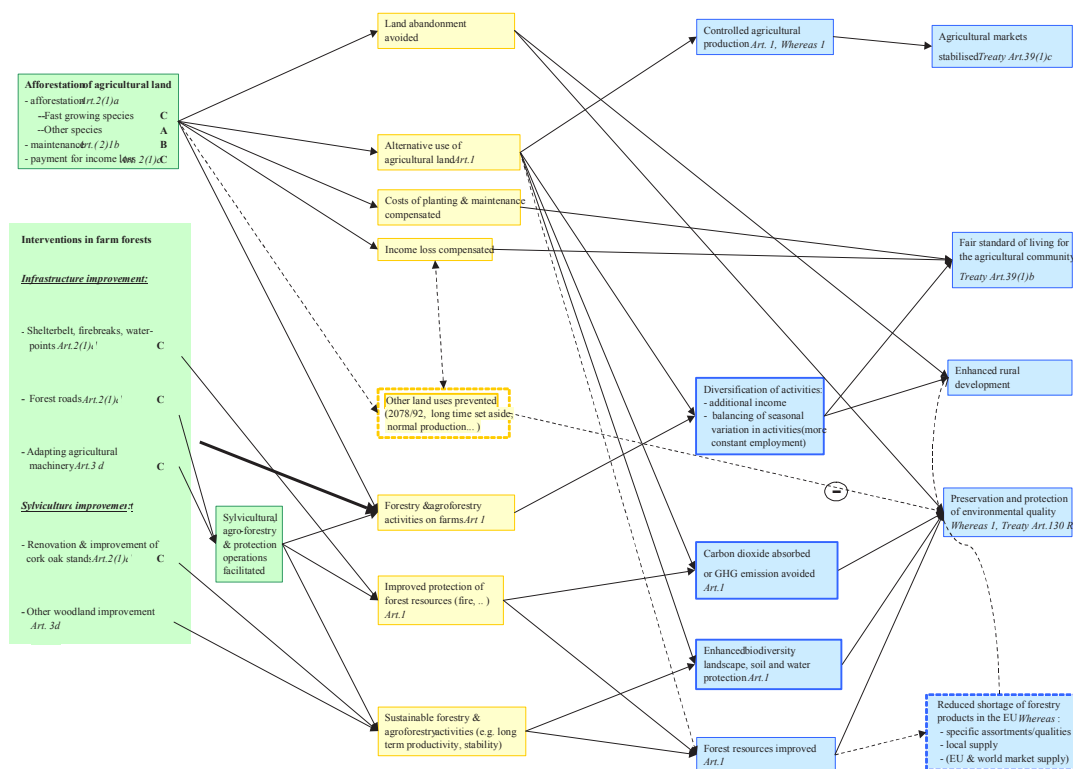 Afforestation of agricultural land
- afforestation Art.2(1)a
--Fast growing species C
--Other species A
- maintenance Art.(2)1b B
- payment for income loss Art. 2(1)c C
Interventions in farm forests
Infrastructure improvement:
- Shelterbelt, firebreaks, water-
points Art.2(1) C
- Forest roads Art.2(1) C
- Adapting agricultural
machinery Art.3 d C
Sylviculture improvement:
- Renovation & improvement of
cork oak stands Art.2(1) C
- Other woodland improvement
Art. 3d
Sylvicultural,
agro-forestry
& protection
operations
facilitated
Land abandonment
avoided
Alternative use of
agricultural land Art.1
Costs of planting & maintenance
compensated
Income loss compensated
Other land uses prevented
(2078/92, long time set aside
normal production... )
Forestry & agroforestry
activities on farms Art 1
Improved protection of
forest resources (fire, .. )
Art.1
Sustainable forestry &
agroforestry activities (e.g. long
term productivity, stability)
Controlled agricultural
production Art. 1, Whereas 1
Diversification of activities:
- additional income
- balancing of seasonal
variation in activities (more
constant employment)
Carbon dioxide absorbed
or GHG emission avoided
Art.1
Enhanced biodiversity
landscape, soil and water
protection Art.1
Forest resources improved
Art.1
Agricultural markets
stabilised Treaty Art.39(1)c
Fair standard of living for
the agricultural community
Treaty Art.39(1)b
Enhanced rural
development
–
Preservation and protection
of environmental quality
Whereas 1, Treaty Art.130 R
Reduced shortage of forestry
products in the EU Whereas :
- specific assortments/qualities
- local supply
- (EU & world market supply)